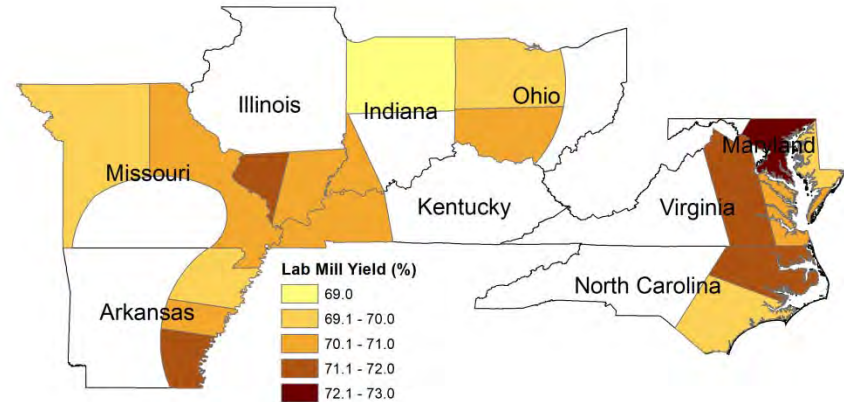 Illinois
Indiana
Ohio
Maryland
Missouri
Kentucky
Virginia
Lab Mill Yield (%)
69.0
69.1 - 70.0
70.1 - 71.0
71.1 - 72.0
72.1 - 73.0
North Carolina
Arkansas